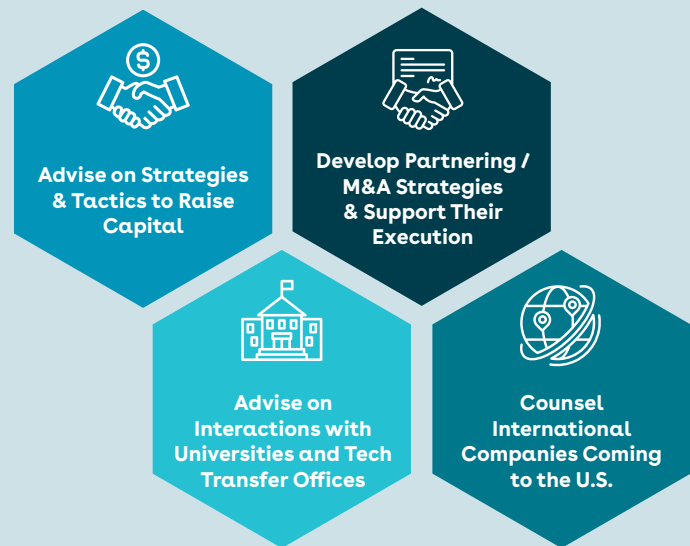 $
Advise on Strategies
& Tactics to Raise
Capital
Develop Partnering /
M&A Strategies
& Support Their
Execution
Advise on
Interactions with
Universities and Tech
Transfer Offices
Counsel
International
Companies Coming
to the U.S.